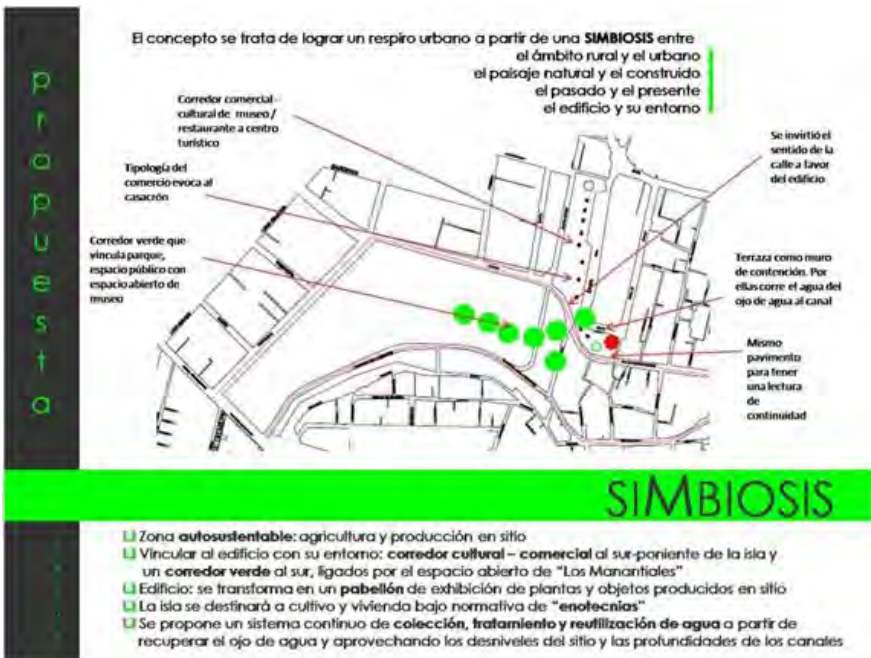 propuesta
El concepto se trata de lograr un respiro urbano a partir de una SIMBIOSIS entre
el ámbito rural y el urbano
el paisaje natural y el construido
el pasado y el presente
el edificio y su entorno
Corredor comercial -
cultural de museo /
restaurante a centro
turístico
Tipología del
comercio evoca al
casacrón
Corredor verde que
vincula parque,
espacio público con
espacio abierto de
museo
Se invirtió el
sentido de la
calle a favor
del edificio
Terraza como muro
de contención. Por
ellas corre el agua del
ojo de agua al canal
Mismo
pavimento
para tener
una lectura
de
continuidad
SIMBIOSIS
Zona autosustentable: agricultura y producción en sitio
Vincular al edificio con su entorno: corredor cultural – comercial al sur-poniente de la isla y
un corredor verde al sur, ligados por el espacio abierto de "Los Manantiales"
Edificio: se transforma en un pabellón de exhibición de plantas y objetos producidos en sitio
La isla se destinará a cultivo y vivienda bajo normativa de "enotecnias"
Se propone un sistema continuo de colección, tratamiento y reutilización de agua a partir de
recuperar el ojo de agua y aprovechando los desniveles del sitio y las profundidades de los canales